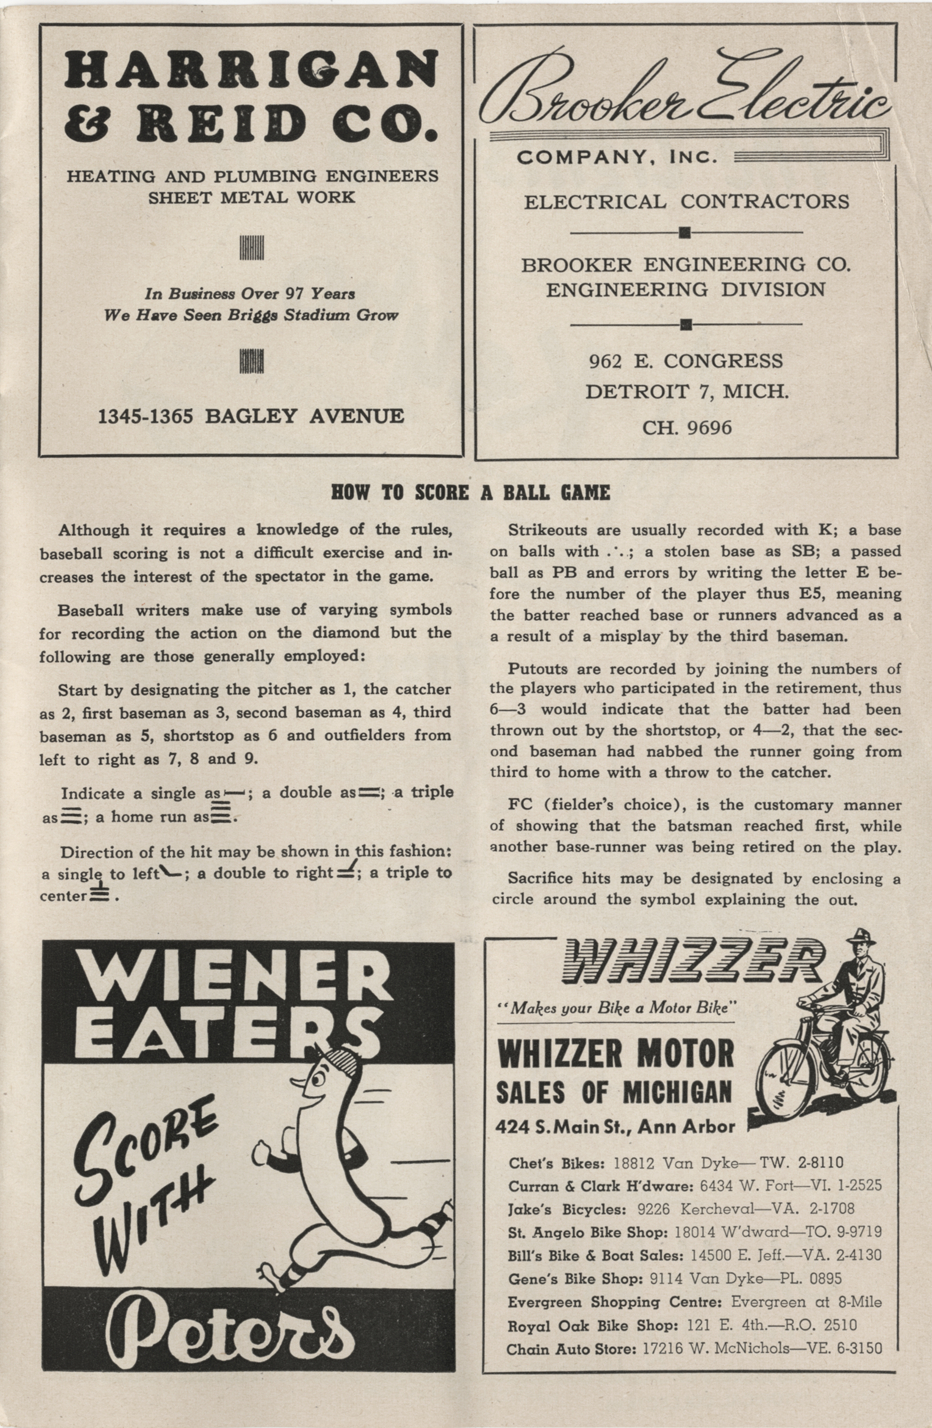 HARRIGAN
& REID CO.
HEATING AND PLUMBING ENGINEERS
SHEET METAL WORK
In Business Over 97 Years
We Have Seen Briggs Stadium Grow
1345-1365 BAGLEY AVENUE
Brooker Electric
COMPANY, INC.
ELECTRICAL CONTRACTORS
BROOKER ENGINEERING CO.
ENGINEERING DIVISION
962 E. CONGRESS
DETROIT 7, MICH.
CH. 9696
HOW TO SCORE A BALL GAME
Although it requires a knowledge of the rules,
baseball scoring is not a difficult exercise and in-
creases the interest of the spectator in the game.
Baseball writers make use of varying symbols
for recording the action on the diamond but the
following are those generally employed:
Start by designating the pitcher as 1, the catcher
as 2, first baseman as 3, second baseman as 4, third
baseman as 5, shortstop as 6 and outfielders from
left to right as 7, 8 and 9.
Indicate a single as ; a double as ; a triple
as ; a home run as .
Direction of the hit may be shown in this fashion:
a single to left ; a double to right ; a triple to
center .
Strikeouts are usually recorded with K; a base
on balls with . · . ; a stolen base as SB; a passed
ball as PB and errors by writing the letter E be-
fore the number of the player thus E5, meaning
the batter reached base or runners advanced as a
a result of a misplay by the third baseman.
Putouts are recorded by joining the numbers of
the players who participated in the retirement, thus
6—3 would indicate that the batter had been
thrown out by the shortstop, or 4—2, that the sec-
ond baseman had nabbed the runner going from
third to home with a throw to the catcher.
FC (fielder's choice), is the customary manner
of showing that the batsman reached first, while
another base-runner was being retired on the play.
Sacrifice hits may be designated by enclosing a
circle around the symbol explaining the out.
WIENER
EATERS
SCORE
WITH
Peters
WHIZZER
"Makes your Bike a Motor Bike"
WHIZZER MOTOR
SALES OF MICHIGAN
424 S. Main St., Ann Arbor
Chet's Bikes: 18812 Van Dyke—TW. 2-8110
Curran & Clark H'dware: 6434 W. Fort—VI. 1-2525
Jake's Bicycles: 9226 Kercheval—VA. 2-1708
St. Angelo Bike Shop: 18014 W'dward—TO. 9-9719
Bill's Bike & Boat Sales: 14500 E. Jeff.—VA. 2-4130
Gene's Bike Shop: 9114 Van Dyke—PL. 0895
Evergreen Shopping Centre: Evergreen at 8-Mile
Royal Oak Bike Shop: 121 E. 4th.—R.O. 2510
Chain Auto Store: 17216 W. McNichols—VE. 6-3150